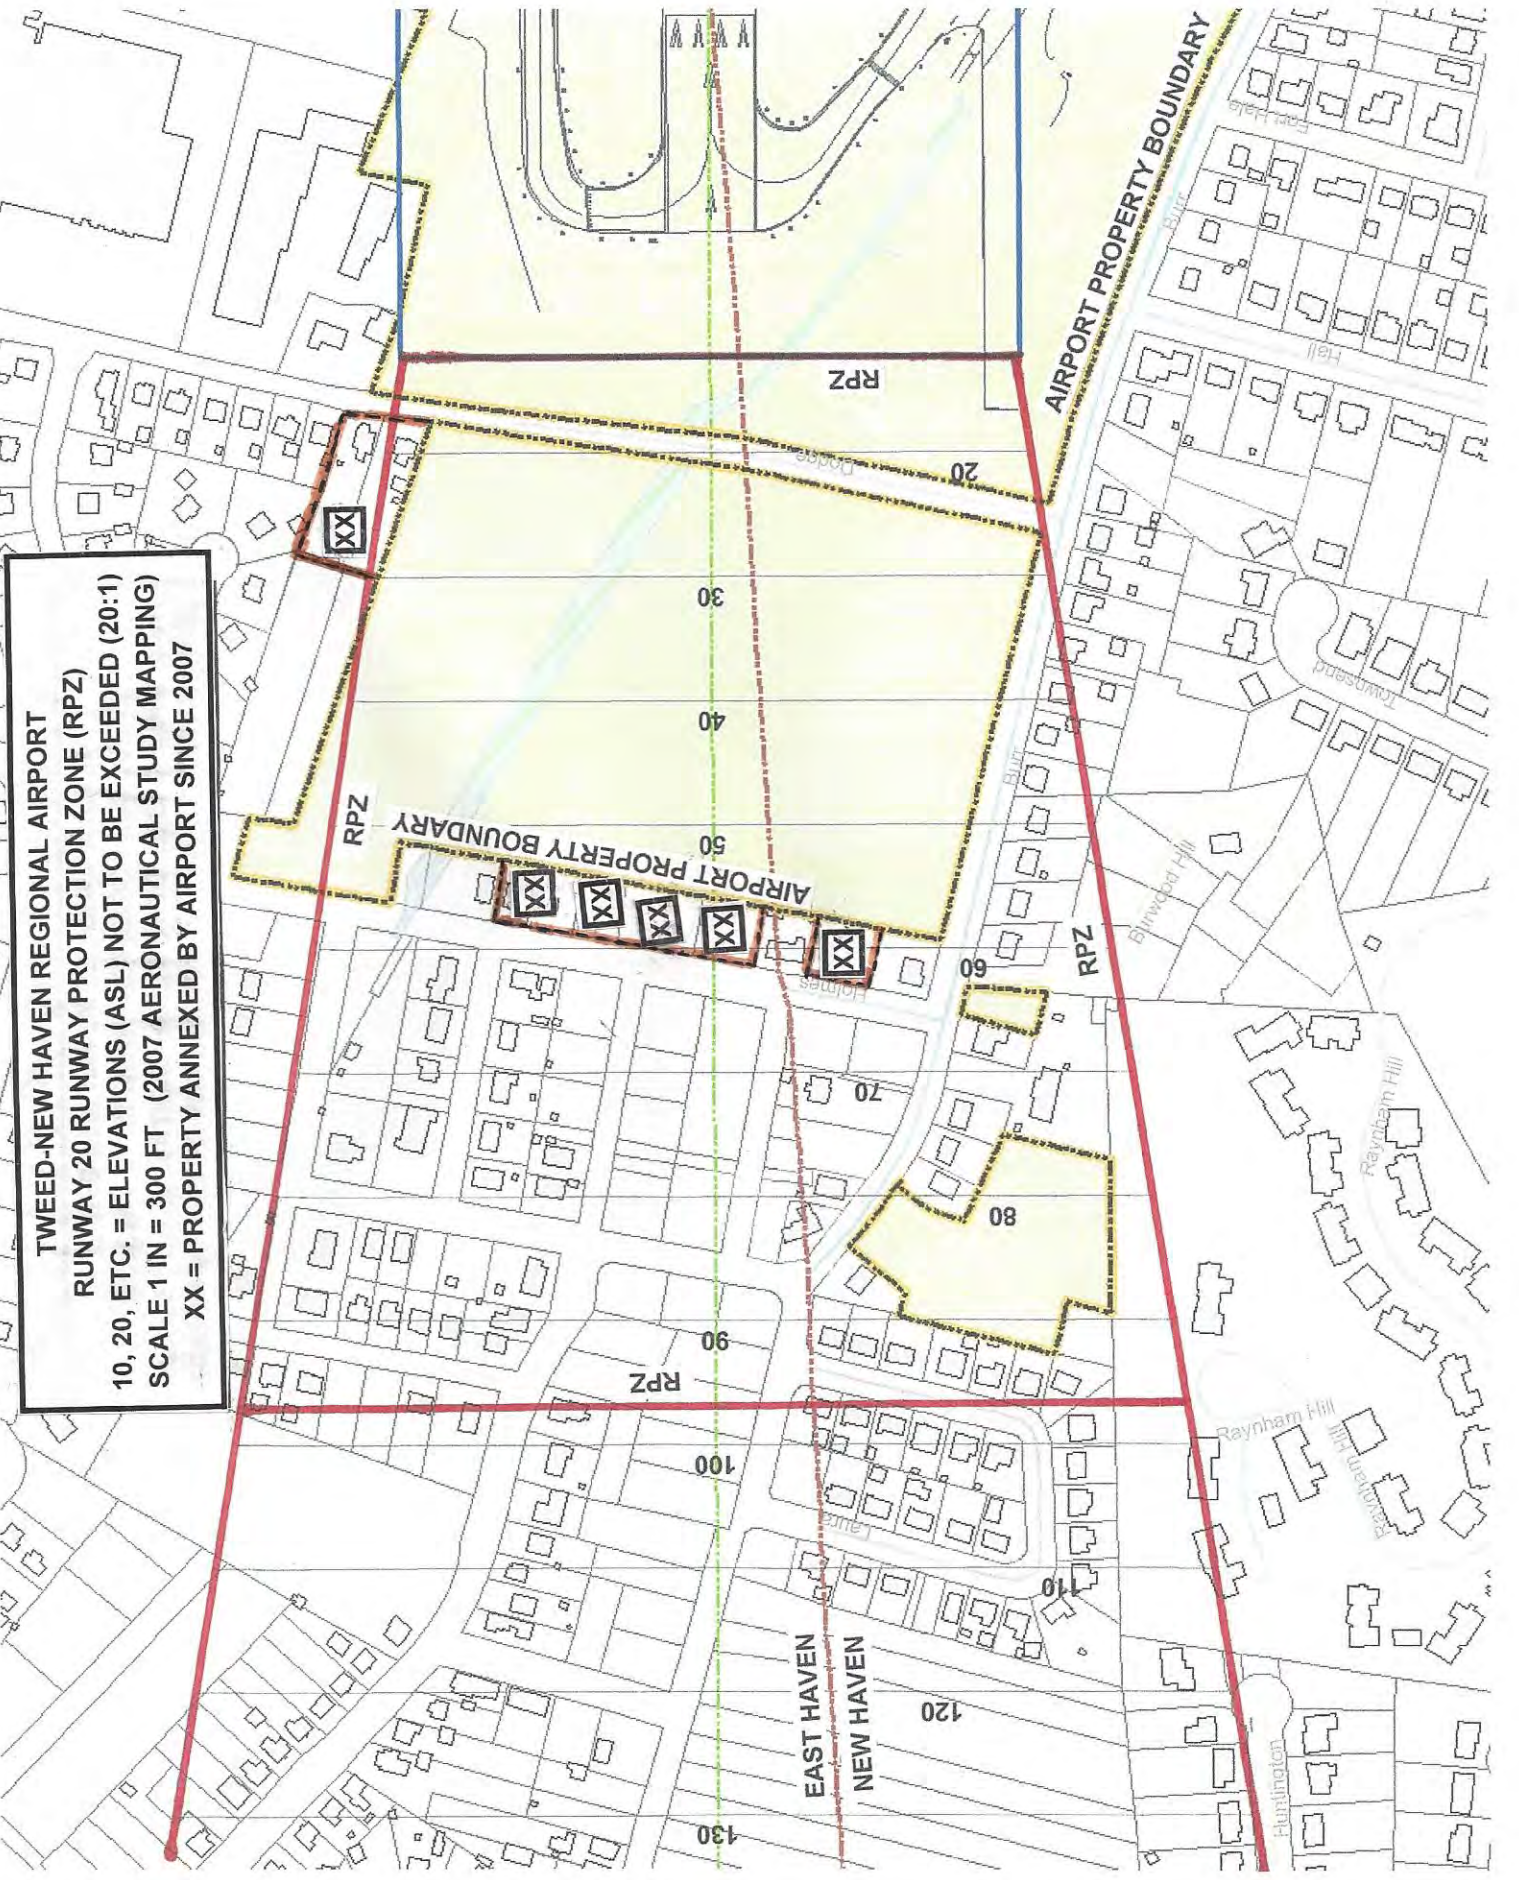 TWEED-NEW HAVEN REGIONAL AIRPORT
RUNWAY 20 RUNWAY PROTECTION ZONE (RPZ)
10, 20, ETC. = ELEVATIONS (ASL) NOT TO BE EXCEEDED (20:1)
SCALE 1 IN = 300 FT (2007 AERONAUTICAL STUDY MAPPING)
XX = PROPERTY ANNEXED BY AIRPORT SINCE 2007
AIRPORT PROPERTY BOUNDARY
Fort Hale
Burr
Hall
RPZ
Dodge
20
XX
30
Townsend
40
Burr
RPZ
AIRPORT PROPERTY BOUNDARY
50
XX
XX
XX
XX
XX
Burwood Hill
RPZ
60
Holmes
70
Raynham Hill
80
90
RPZ
Raynham Hill
Raynham Hill
100
Laura
110
EAST HAVEN
NEW HAVEN
120
Huntington
130